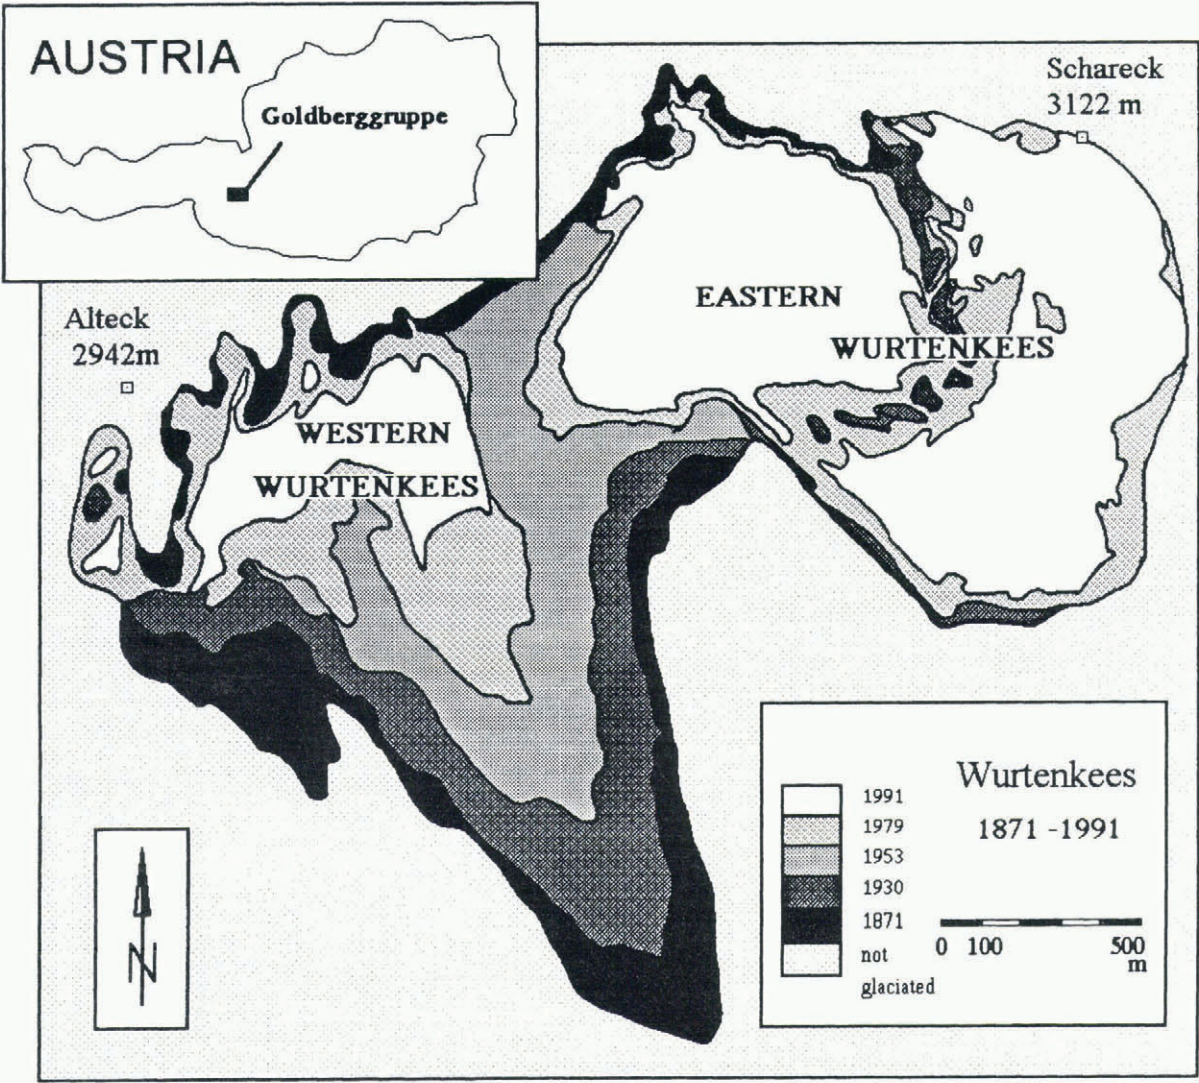 AUSTRIA
Goldberggruppe
Schareck
3122 m
Alteck
2942m
EASTERN
WURTENKEES
WESTERN
WURTENKEES
Wurtenkees
1871 -1991
1991
1979
1953
1930
1871
not
glaciated
0 100 500
m
N